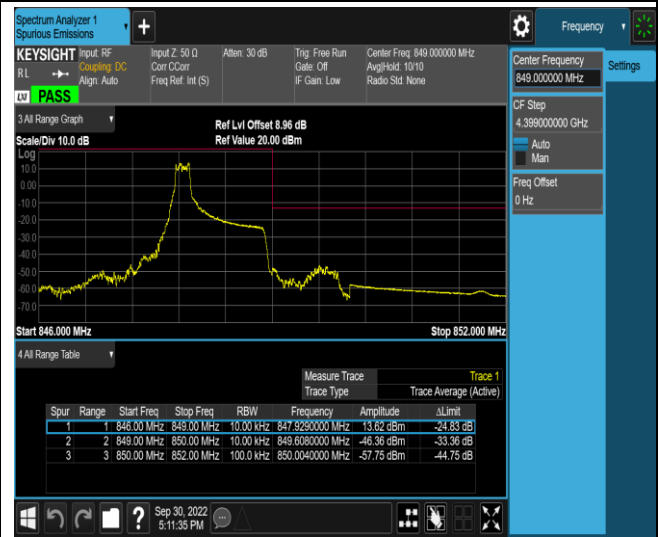 Spectrum Analyzer 1
Spurious Emissions
+
Frequency
KEYSIGHT Input: RF Input Z: 50 Ω Atten: 30 dB Trig: Free Run Center Freq: 849.000000 MHz
RL Coupling: DC Corr CCorr Gate: Off Avg|Hold: 10/10
Align: Auto Freq Ref: Int (S) IF Gain: Low Radio Std: None
LXI PASS
Center Frequency
849.000000 MHz
Settings
CF Step
4.399000000 GHz
Auto
Man
Freq Offset
0 Hz
3 All Range Graph
Ref Lvl Offset 8.96 dB
Scale/Div 10.0 dB Ref Value 20.00 dBm
Log
10.0
0.00
-10.0
-20.0
-30.0
-40.0
-50.0
-60.0
-70.0
Start 846.000 MHz Stop 852.000 MHz
4 All Range Table
Measure Trace Trace 1
Trace Type Trace Average (Active)
Spur Range Start Freq Stop Freq RBW Frequency Amplitude ΔLimit
1 1 846.00 MHz 849.00 MHz 10.00 kHz 847.9290000 MHz 13.62 dBm -24.83 dB
2 2 849.00 MHz 850.00 MHz 10.00 kHz 849.6080000 MHz -46.36 dBm -33.36 dB
3 3 850.00 MHz 852.00 MHz 100.0 kHz 850.0040000 MHz -57.75 dBm -44.75 dB
? Sep 30, 2022
5:11:35 PM